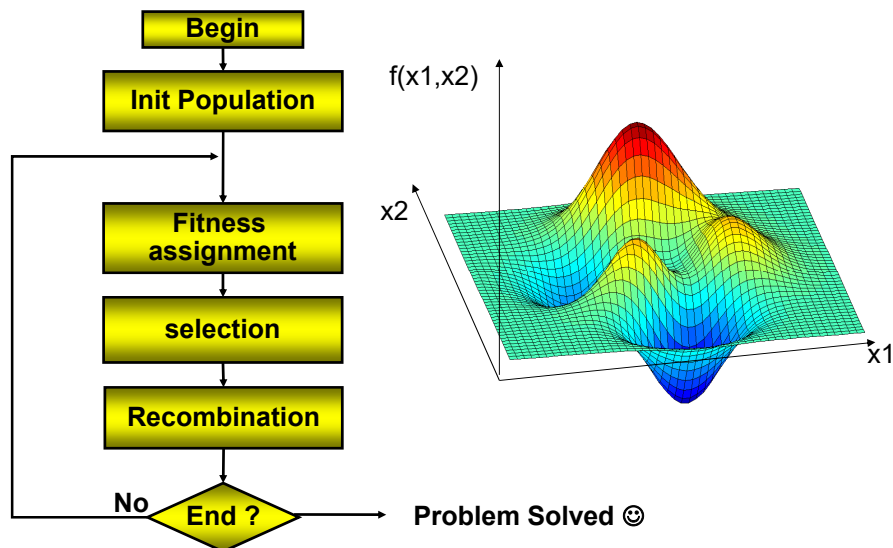 Begin
Init Population
Fitness
assignment
selection
Recombination
No
End ?
Problem Solved ☺
f(x1,x2)
x2
x1